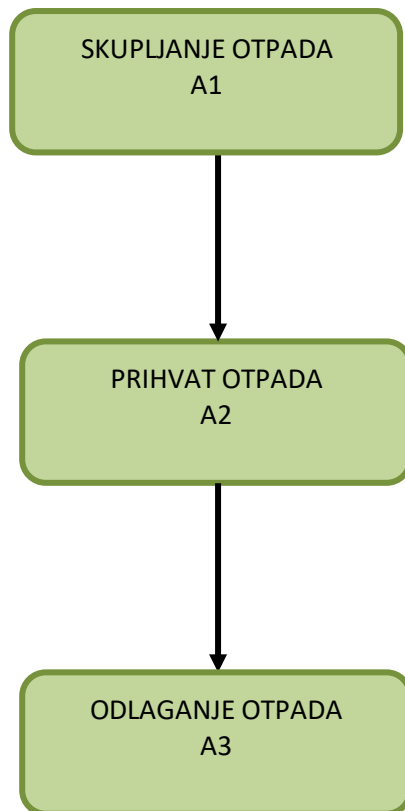 SKUPLJANJE OTPADA
A1
PRIHVAT OTPADA
A2
ODLAGANJE OTPADA
A3